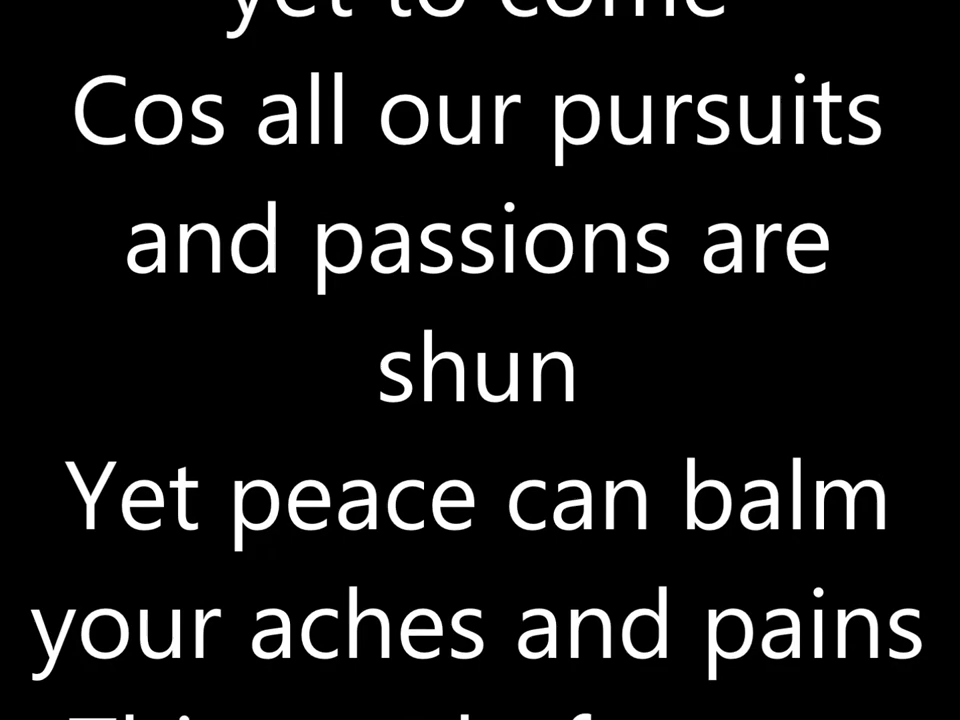 yet to come
Cos all our pursuits
and passions are
shun
Yet peace can balm
your aches and pains